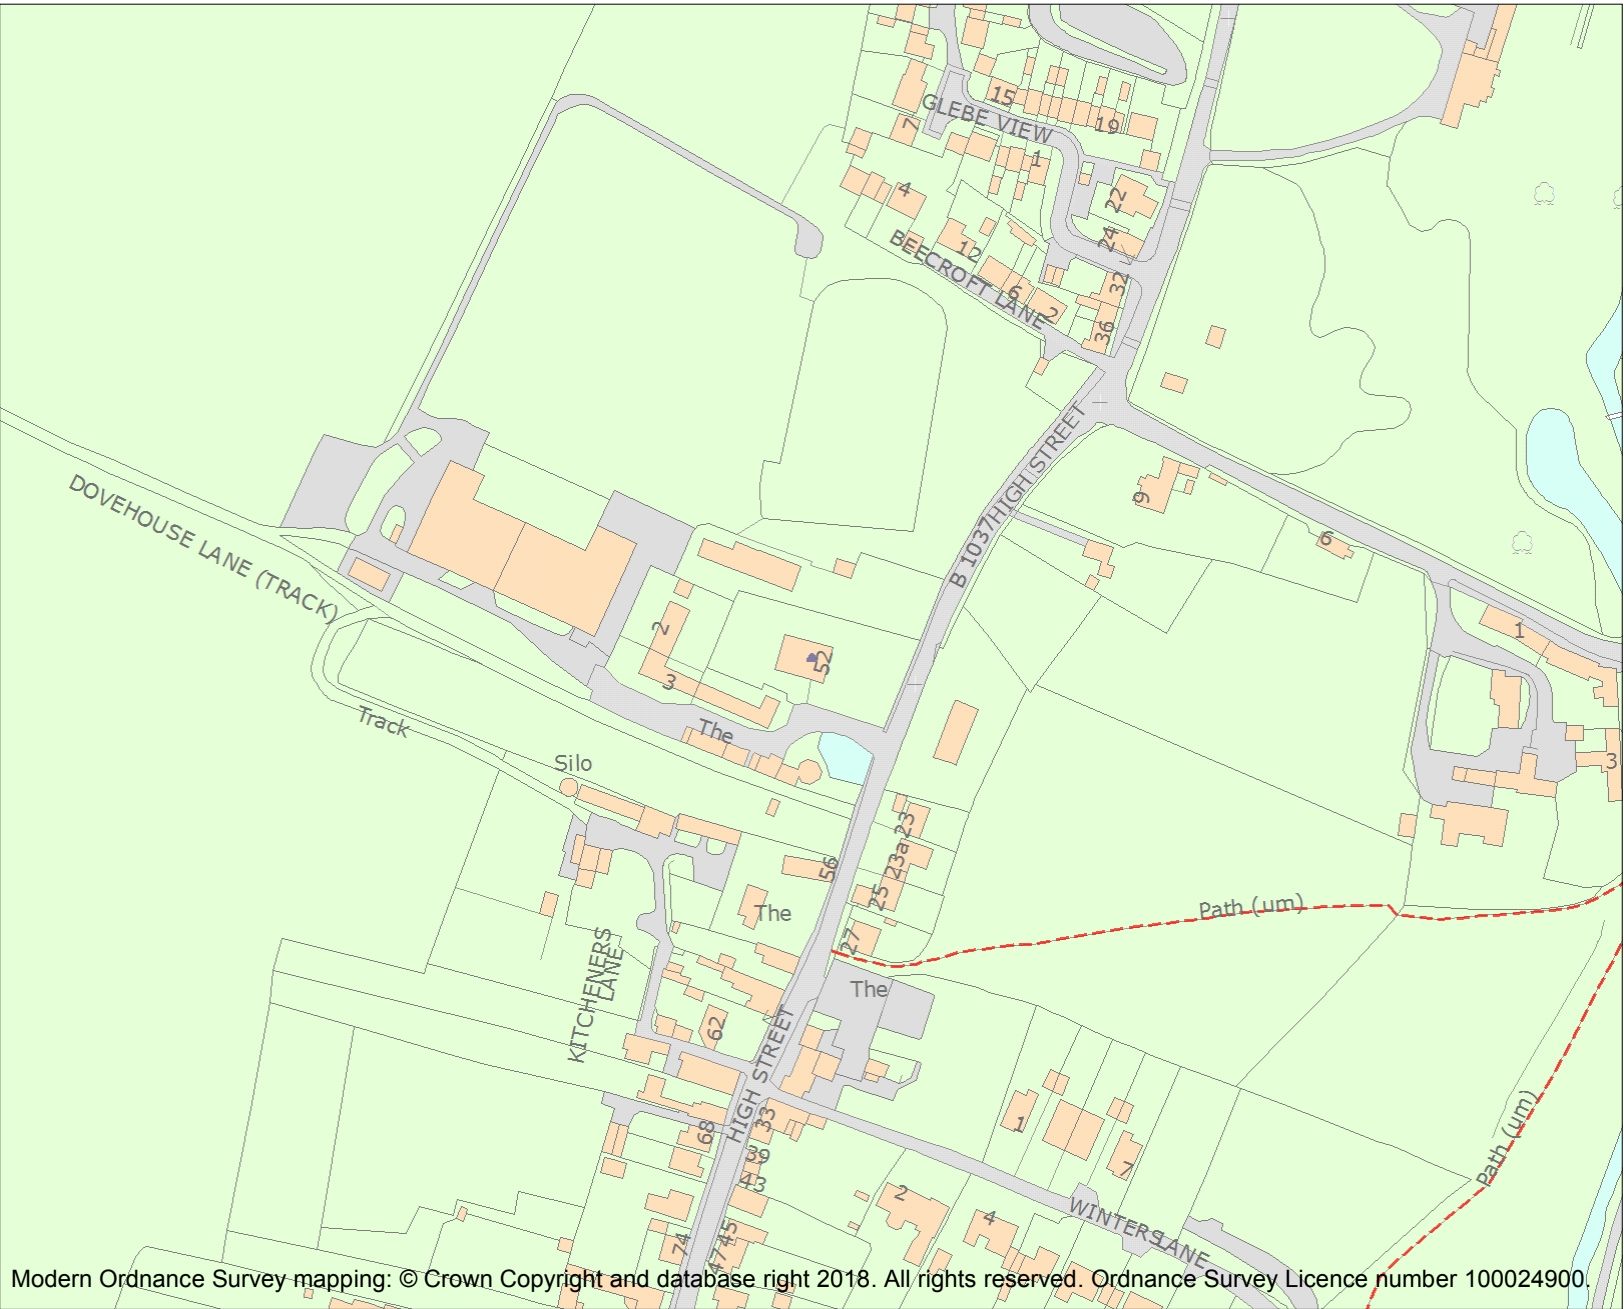 15
GLEBE VIEW
7
19
1
4
22
24
12
BEECROFT LANE
6
2
32
36
B 1037 HIGH STREET
9
6
DOVEHOUSE LANE (TRACK)
2
52
3
1
3
Track
The
Silo
23
23a
56
25
The
27
Path (um)
KITCHENERS
LANE
The
62
HIGH STREET
33
68
39
43
1
7
Path (um)
2
4
WINTERS LANE
74
45
47
Modern Ordnance Survey mapping: © Crown Copyright and database right 2018. All rights reserved. Ordnance Survey Licence number 100024900.